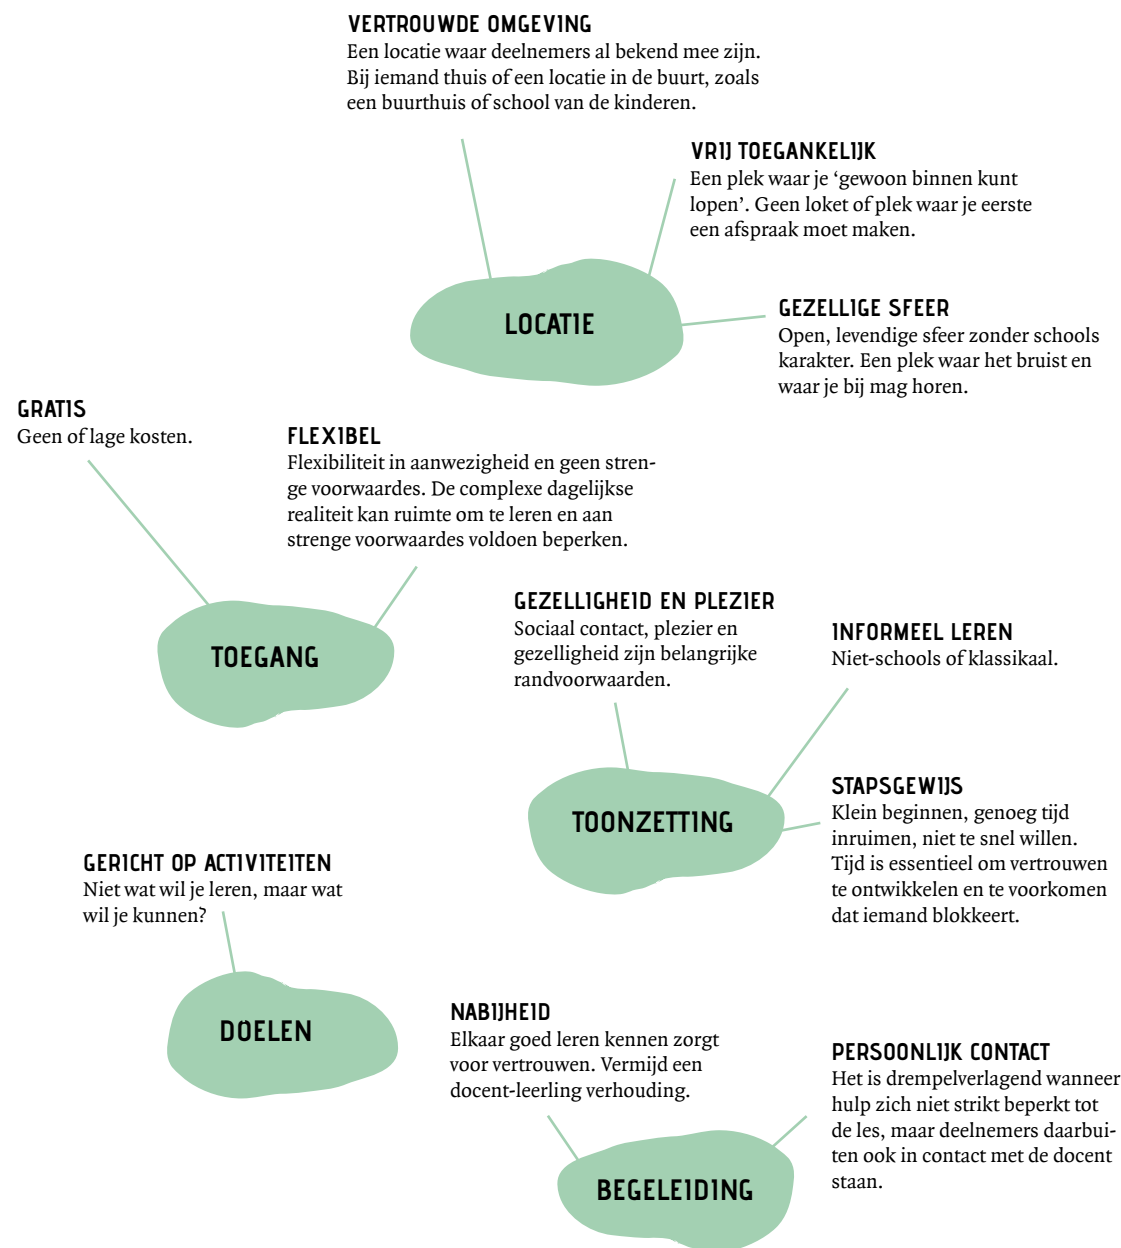 VERTROUWDE OMGEVING
Een locatie waar deelnemers al bekend mee zijn.
Bij iemand thuis of een locatie in de buurt, zoals
een buurthuis of school van de kinderen.
VRIJ TOEGANKELIJK
Een plek waar je ‘gewoon binnen kunt
lopen’. Geen loket of plek waar je eerste
een afspraak moet maken.
LOCATIE
GEZELLIGE SFEER
Open, levendige sfeer zonder schools
karakter. Een plek waar het bruist en
waar je bij mag horen.
GRATIS
Geen of lage kosten.
FLEXIBEL
Flexibiliteit in aanwezigheid en geen stren-
ge voorwaardes. De complexe dagelijkse
realiteit kan ruimte om te leren en aan
strenge voorwaardes voldoen beperken.
TOEGANG
GEZELLIGHEID EN PLEZIER
Sociaal contact, plezier en
gezelligheid zijn belangrijke
randvoorwaarden.
INFORMEEL LEREN
Niet-schools of klassikaal.
TOONZETTING
STAPSGEWIJS
Klein beginnen, genoeg tijd
inruimen, niet te snel willen.
Tijd is essentieel om vertrouwen
te ontwikkelen en te voorkomen
dat iemand blokkeert.
GERICHT OP ACTIVITEITEN
Niet wat wil je leren, maar wat
wil je kunnen?
DOELEN
NABIJHEID
Elkaar goed leren kennen zorgt
voor vertrouwen. Vermijd een
docent-leerling verhouding.
PERSOONLIJK CONTACT
Het is drempelverlagend wanneer
hulp zich niet strikt beperkt tot
de les, maar deelnemers daarbui-
ten ook in contact met de docent
staan.
BEGELEIDING